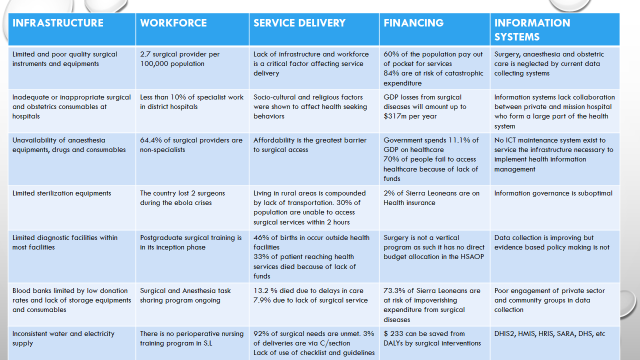 INFRASTRUCTURE
WORKFORCE
SERVICE DELIVERY
FINANCING
INFORMATION
SYSTEMS
Limited and poor quality surgical
instruments and equipments
2.7 surgical provider per
100,000 population
Lack of infrastructure and workforce
is a critical factor affecting service
delivery
60% of the population pay out
of pocket for services
84% are at risk of catastrophic
expenditure
Surgery, anaesthesia and obstetric
care is neglected by current data
collecting systems
Inadequate or inappropriate surgical
and obstetrics consumables at
hospitals
Less than 10% of specialist work
in district hospitals
Socio-cultural and religious factors
were shown to affect health seeking
behaviors
GDP losses from surgical
diseases will amount up to
$317m per year
Information systems lack collaboration
between private and mission hospital
who form a large part of the health
system
Unavailability of anaesthesia
equipments, drugs and consumables
64.4% of surgical providers are
non-specialists
Affordability is the greatest barrier
to surgical access
Government spends 11.1% of
GDP on healthcare
70% of people fail to access
healthcare because of lack of
funds
No ICT maintenance system exist to
service the infrastructure necessary to
implement health information
management
Limited sterilization equipments
The country lost 2 surgeons
during the ebola crises
Living in rural areas is compounded
by lack of transportation. 30% of
population are unable to access
surgical services within 2 hours
2% of Sierra Leoneans are on
Health insurance
Information governance is suboptimal
Limited diagnostic facilities within
most facilities
Postgraduate surgical training is
in its inception phase
46% of births in occur outside health
facilities
33% of patient reaching health
services died because of lack of
funds
Surgery is not a vertical
program as such it has no direct
budget allocation in the HSAOP
Data collection is improving but
evidence based policy making is not
Blood banks limited by low donation
rates and lack of storage equipments
and consumables
Surgical and Anesthesia task
sharing program ongoing
13.2 % died due to delays in care
7.9% due to lack of surgical service
73.3% of Sierra Leoneans are
at risk of impoverishing
expenditure from surgical
diseases
Poor engagement of private sector
and community groups in data
collection
Inconsistent water and electricity
supply
There is no perioperative nursing
training program in S.L
92% of surgical needs are unmet. 3%
of deliveries are via C/section
Lack of use of checklist and guidelines
$ 233 can be saved from
DALYs by surgical interventions
DHIS2, HMIS, HRIS, SARA, DHS, etc